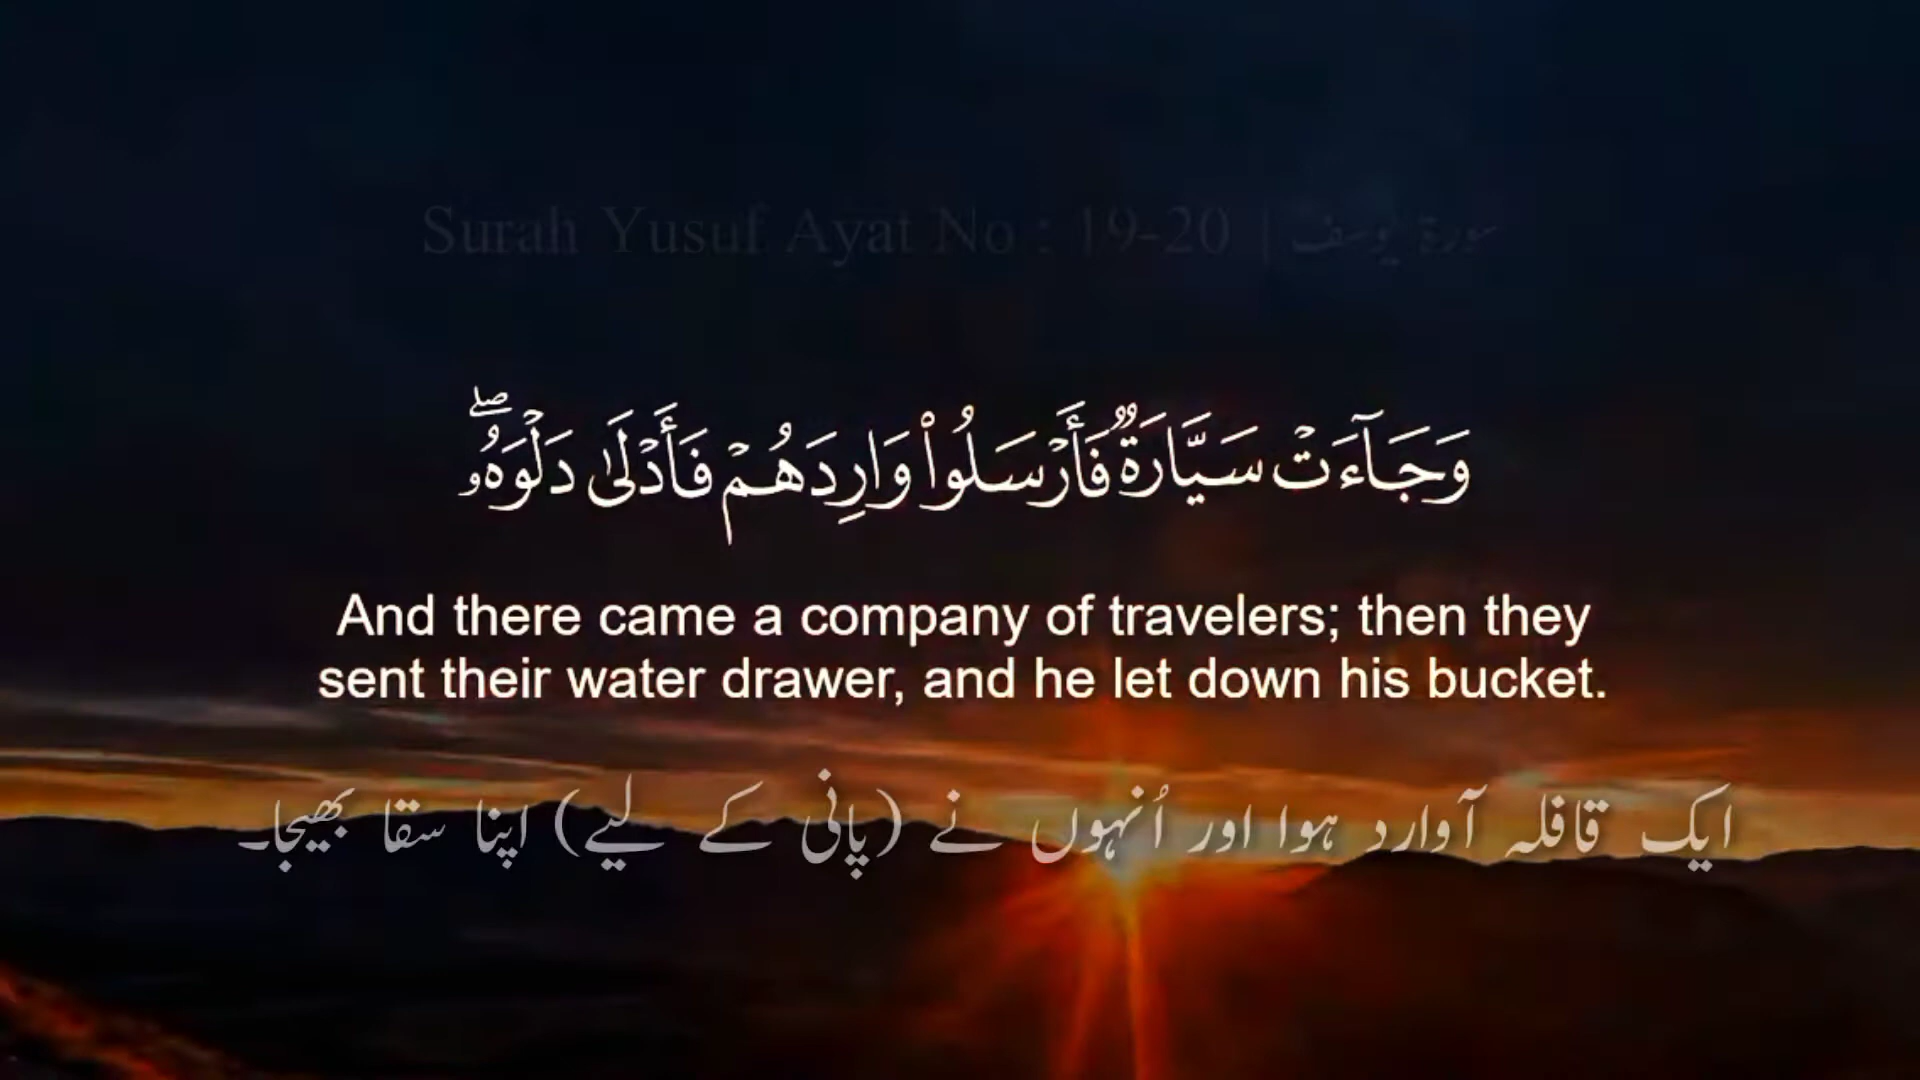 Surah Yusuf Ayat No : 19-20 | سورة يوسف
وَجَآءَتْ سَيَّارَةٌ فَأَرْسَلُوا۟ وَارِدَهُمْ فَأَدْلَىٰ دَلْوَهُۥ ۖ
And there came a company of travelers; then they
sent their water drawer, and he let down his bucket.
ایک قافلہ آوارد ہوا اور اُنہوں نے (پانی کے لیے) اپنا سقا بھیجا۔